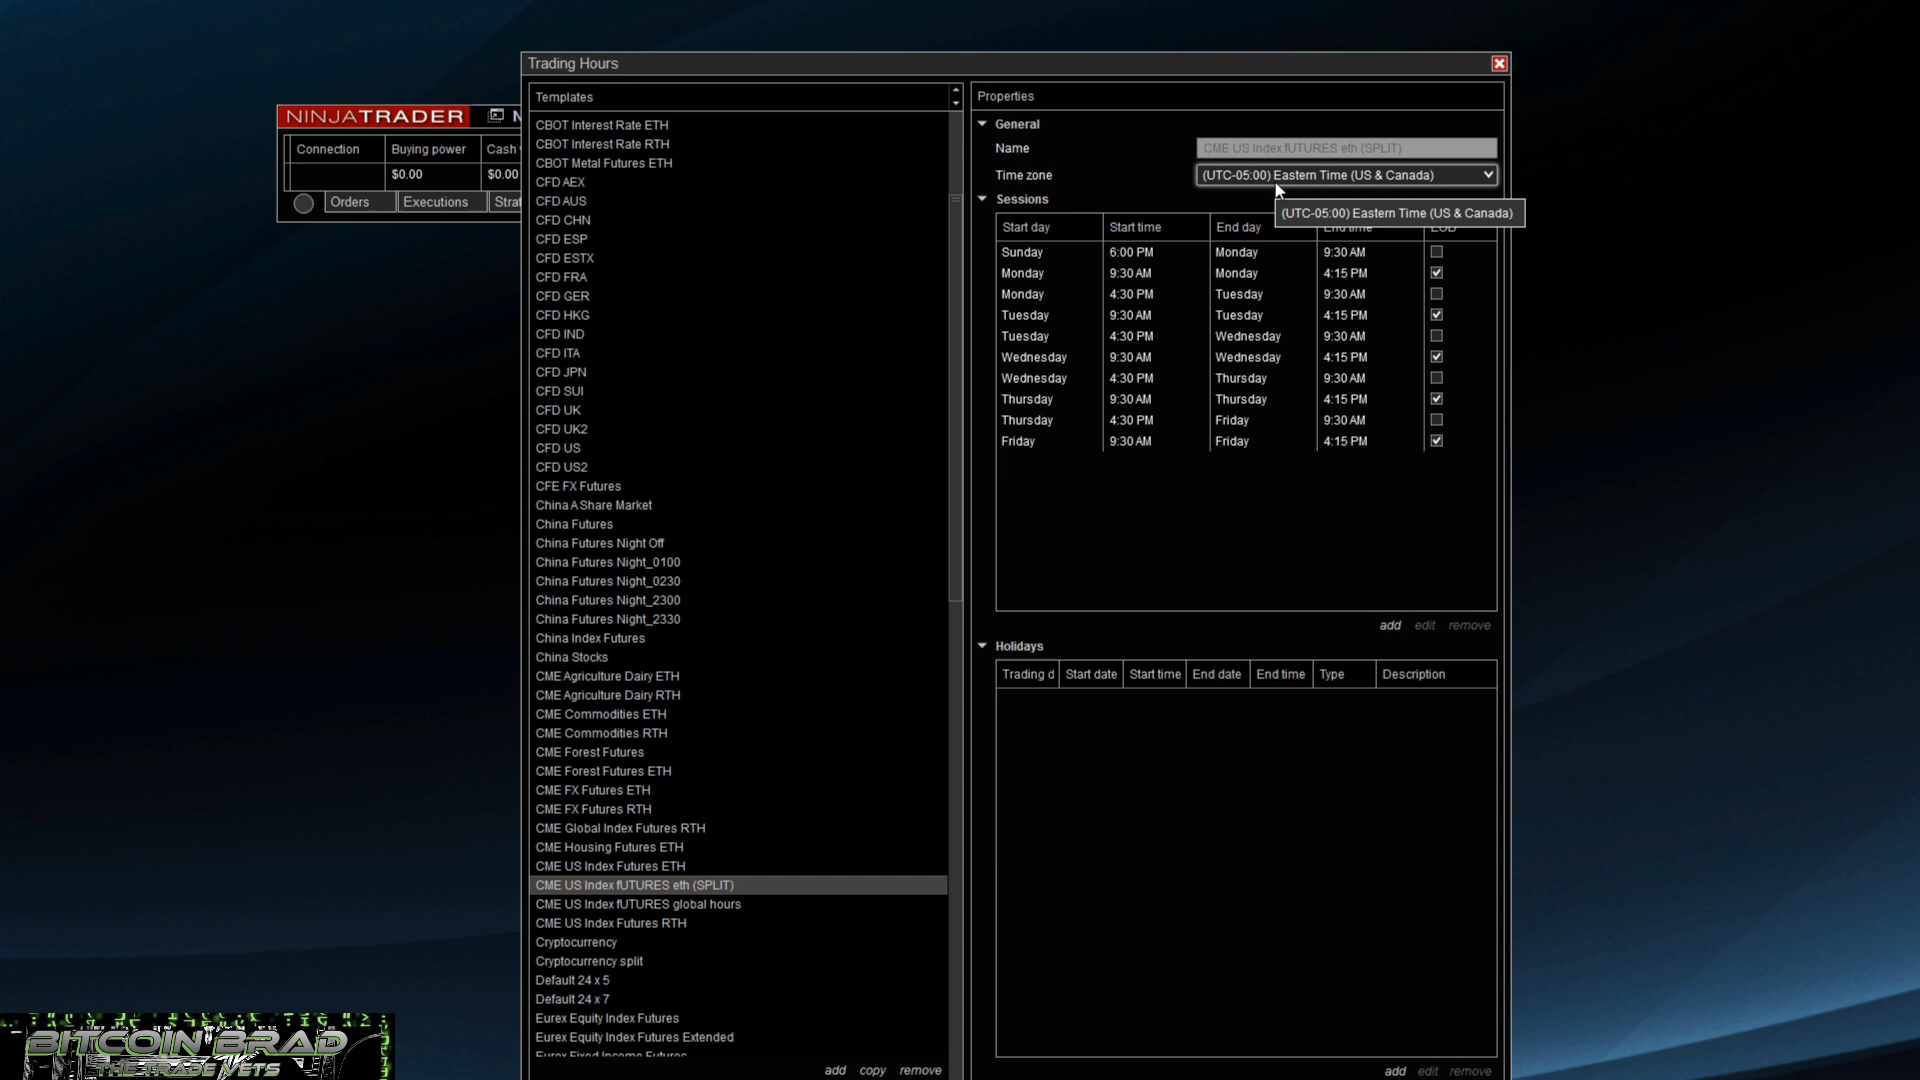 Trading Hours
Templates
CBOT Interest Rate ETH
CBOT Interest Rate RTH
CBOT Metal Futures ETH
CFD AEX
CFD AUS
CFD CHN
CFD ESP
CFD ESTX
CFD FRA
CFD GER
CFD HKG
CFD IND
CFD ITA
CFD JPN
CFD SUI
CFD UK
CFD UK2
CFD US
CFD US2
CFE FX Futures
China A Share Market
China Futures
China Futures Night Off
China Futures Night_0100
China Futures Night_0230
China Futures Night_2300
China Futures Night_2330
China Index Futures
China Stocks
CME Agriculture Dairy ETH
CME Agriculture Dairy RTH
CME Commodities ETH
CME Commodities RTH
CME Forest Futures
CME Forest Futures ETH
CME FX Futures ETH
CME FX Futures RTH
CME Global Index Futures RTH
CME Housing Futures ETH
CME US Index Futures ETH
CME US Index fUTURES eth (SPLIT)
CME US Index fUTURES global hours
CME US Index Futures RTH
Cryptocurrency
Cryptocurrency split
Default 24 x 5
Default 24 x 7
Eurex Equity Index Futures
Eurex Equity Index Futures Extended
Eurex Fixed Income Futures
add copy remove
NINJATRADER N
Connection Buying power Cash
$0.00 $0.00
Orders Executions Strat
Properties
General
Name CME US Index fUTURES eth (SPLIT)
Time zone (UTC-05:00) Eastern Time (US & Canada)
Sessions
(UTC-05:00) Eastern Time (US & Canada)
Start day Start time End day End time EOD
Sunday 6:00 PM Monday 9:30 AM
Monday 9:30 AM Monday 4:15 PM
Monday 4:30 PM Tuesday 9:30 AM
Tuesday 9:30 AM Tuesday 4:15 PM
Tuesday 4:30 PM Wednesday 9:30 AM
Wednesday 9:30 AM Wednesday 4:15 PM
Wednesday 4:30 PM Thursday 9:30 AM
Thursday 9:30 AM Thursday 4:15 PM
Thursday 4:30 PM Friday 9:30 AM
Friday 9:30 AM Friday 4:15 PM
add edit remove
Holidays
Trading d Start date Start time End date End time Type Description
add edit remove
BITCOIN BRAD
THE TRADE VETS